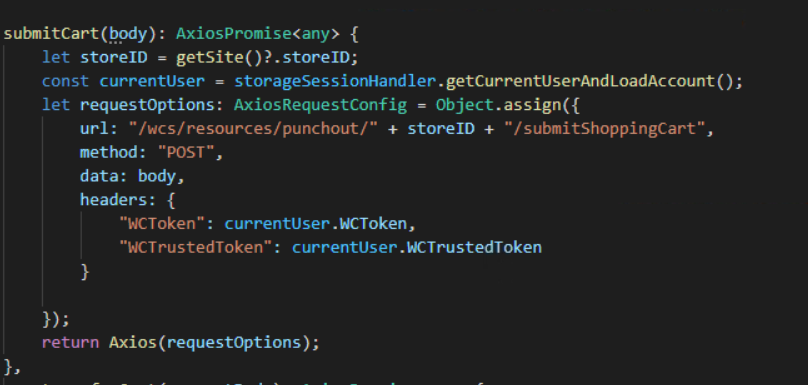 submitCart(body): AxiosPromise<any> {
let storeID = getSite()?.storeID;
const currentUser = storageSessionHandler.getCurrentUserAndLoadAccount();
let requestOptions: AxiosRequestConfig = Object.assign({
url: "/wcs/resources/punchout/" + storeID + "/submitShoppingCart",
method: "POST",
data: body,
headers: {
"WCToken": currentUser.WCToken,
"WCTrustedToken": currentUser.WCTrustedToken
}
});
return Axios(requestOptions);
},